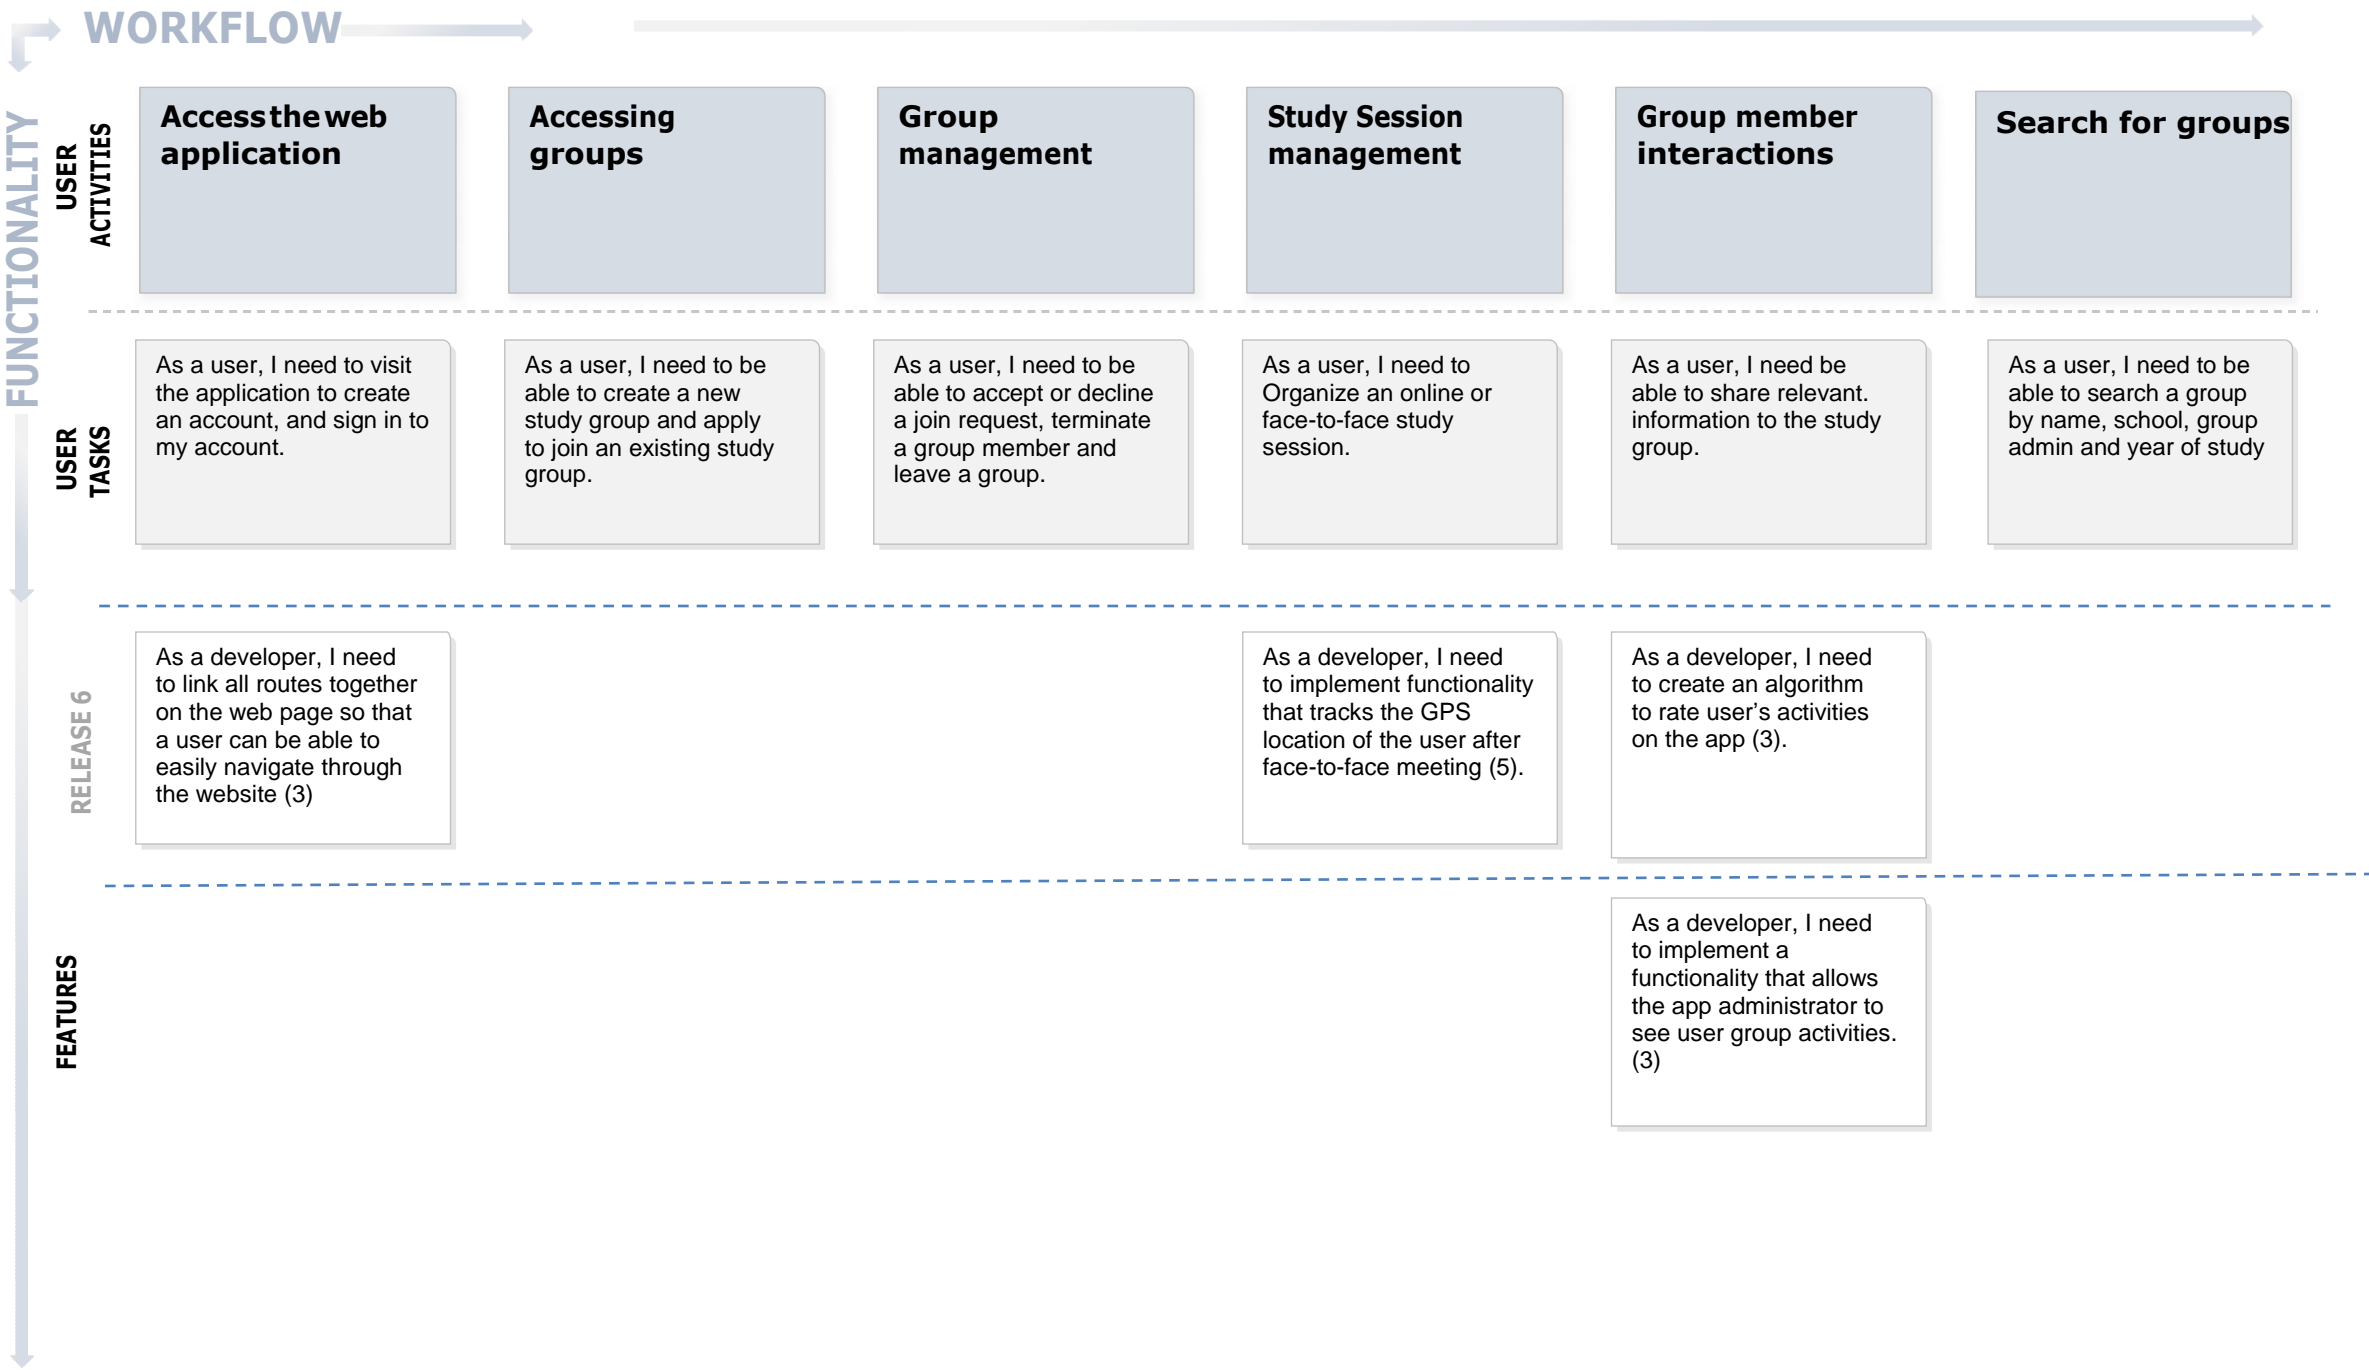 WORKFLOW
FUNCTIONALITY
USER
ACTIVITIES
Access the web
application
Accessing
groups
Group
management
Study Session
management
Group member
interactions
Search for groups
USER
TASKS
As a user, I need to visit
the application to create
an account, and sign in to
my account.
As a user, I need to be
able to create a new
study group and apply
to join an existing study
group.
As a user, I need to be
able to accept or decline
a join request, terminate
a group member and
leave a group.
As a user, I need to
Organize an online or
face-to-face study
session.
As a user, I need be
able to share relevant.
information to the study
group.
As a user, I need to be
able to search a group
by name, school, group
admin and year of study
RELEASE 6
As a developer, I need
to link all routes together
on the web page so that
a user can be able to
easily navigate through
the website (3)
As a developer, I need
to implement functionality
that tracks the GPS
location of the user after
face-to-face meeting (5).
As a developer, I need
to create an algorithm
to rate user’s activities
on the app (3).
FEATURES
As a developer, I need
to implement a
functionality that allows
the app administrator to
see user group activities.
(3)